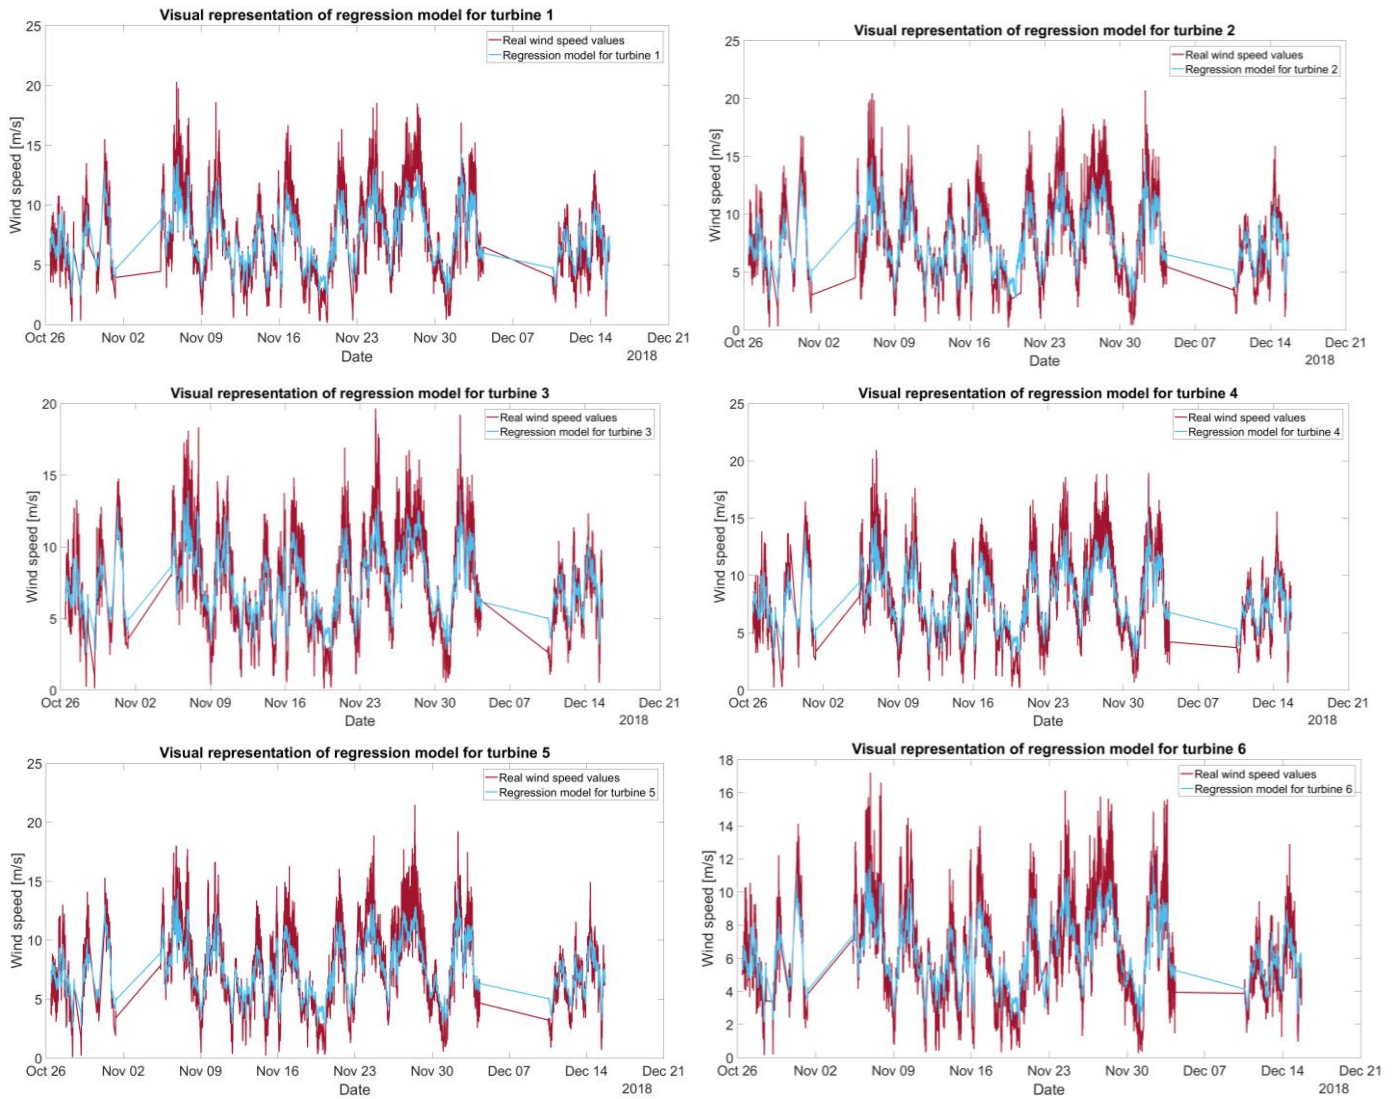 Visual representation of regression model for turbine 1
Real wind speed values
Regression model for turbine 1
Wind speed [m/s]
25
20
15
10
5
0
Oct 26 Nov 02 Nov 09 Nov 16 Nov 23 Nov 30 Dec 07 Dec 14 Dec 21
Date
2018
Visual representation of regression model for turbine 2
Real wind speed values
Regression model for turbine 2
Wind speed [m/s]
25
20
15
10
5
0
Oct 26 Nov 02 Nov 09 Nov 16 Nov 23 Nov 30 Dec 07 Dec 14 Dec 21
Date
2018
Visual representation of regression model for turbine 3
Real wind speed values
Regression model for turbine 3
Wind speed [m/s]
20
15
10
5
0
Oct 26 Nov 02 Nov 09 Nov 16 Nov 23 Nov 30 Dec 07 Dec 14 Dec 21
Date
2018
Visual representation of regression model for turbine 4
Real wind speed values
Regression model for turbine 4
Wind speed [m/s]
25
20
15
10
5
0
Oct 26 Nov 02 Nov 09 Nov 16 Nov 23 Nov 30 Dec 07 Dec 14 Dec 21
Date
2018
Visual representation of regression model for turbine 5
Real wind speed values
Regression model for turbine 5
Wind speed [m/s]
25
20
15
10
5
0
Oct 26 Nov 02 Nov 09 Nov 16 Nov 23 Nov 30 Dec 07 Dec 14 Dec 21
Date
2018
Visual representation of regression model for turbine 6
Real wind speed values
Regression model for turbine 6
Wind speed [m/s]
18
16
14
12
10
8
6
4
2
0
Oct 26 Nov 02 Nov 09 Nov 16 Nov 23 Nov 30 Dec 07 Dec 14 Dec 21
Date
2018